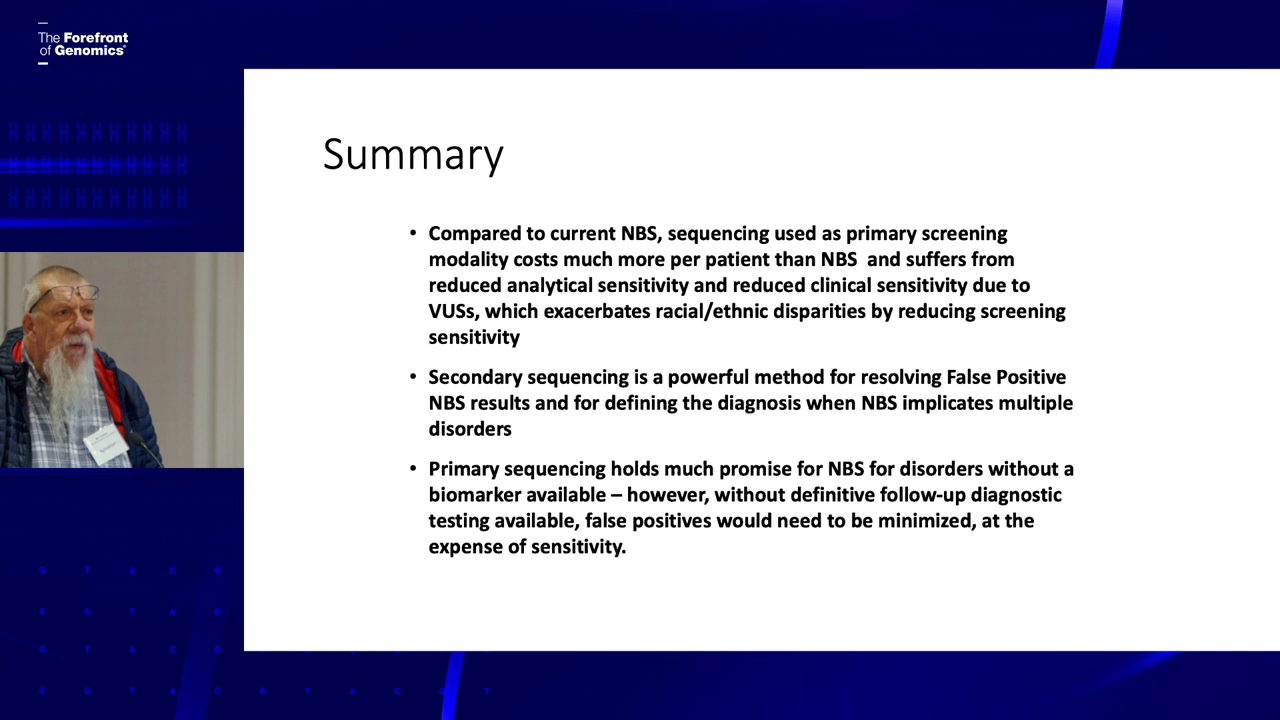 The Forefront
of Genomics®
Summary
• Compared to current NBS, sequencing used as primary screening
modality costs much more per patient than NBS and suffers from
reduced analytical sensitivity and reduced clinical sensitivity due to
VUSs, which exacerbates racial/ethnic disparities by reducing screening
sensitivity
• Secondary sequencing is a powerful method for resolving False Positive
NBS results and for defining the diagnosis when NBS implicates multiple
disorders
• Primary sequencing holds much promise for NBS for disorders without a
biomarker available – however, without definitive follow-up diagnostic
testing available, false positives would need to be minimized, at the
expense of sensitivity.